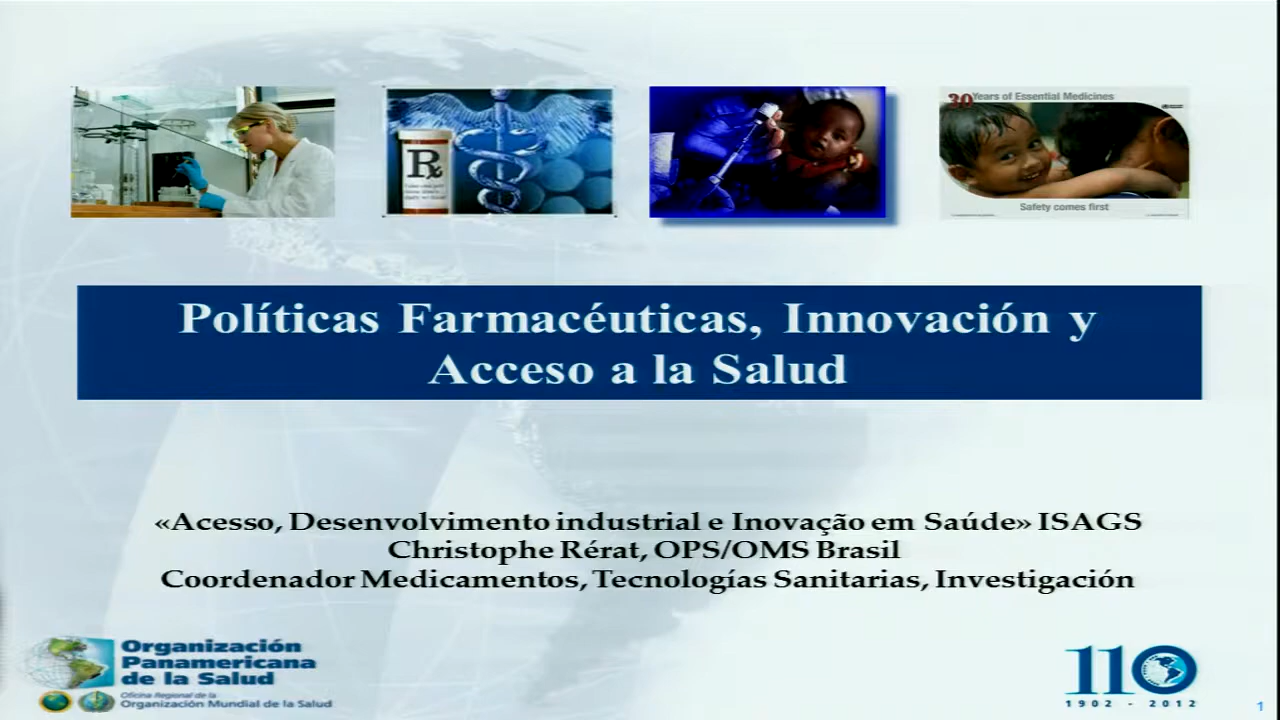 30 Years of Essential Medicines
Rx
Safety comes first
Políticas Farmacéuticas, Innovación y
Acceso a la Salud
«Acesso, Desenvolvimento industrial e Inovação em Saúde» ISAGS
Christophe Rérat, OPS/OMS Brasil
Coordenador Medicamentos, Tecnologías Sanitarias, Investigación
Organización
Panamericana
de la Salud
Oficina Regional de la
Organización Mundial de la Salud
110
1902 - 2012
1